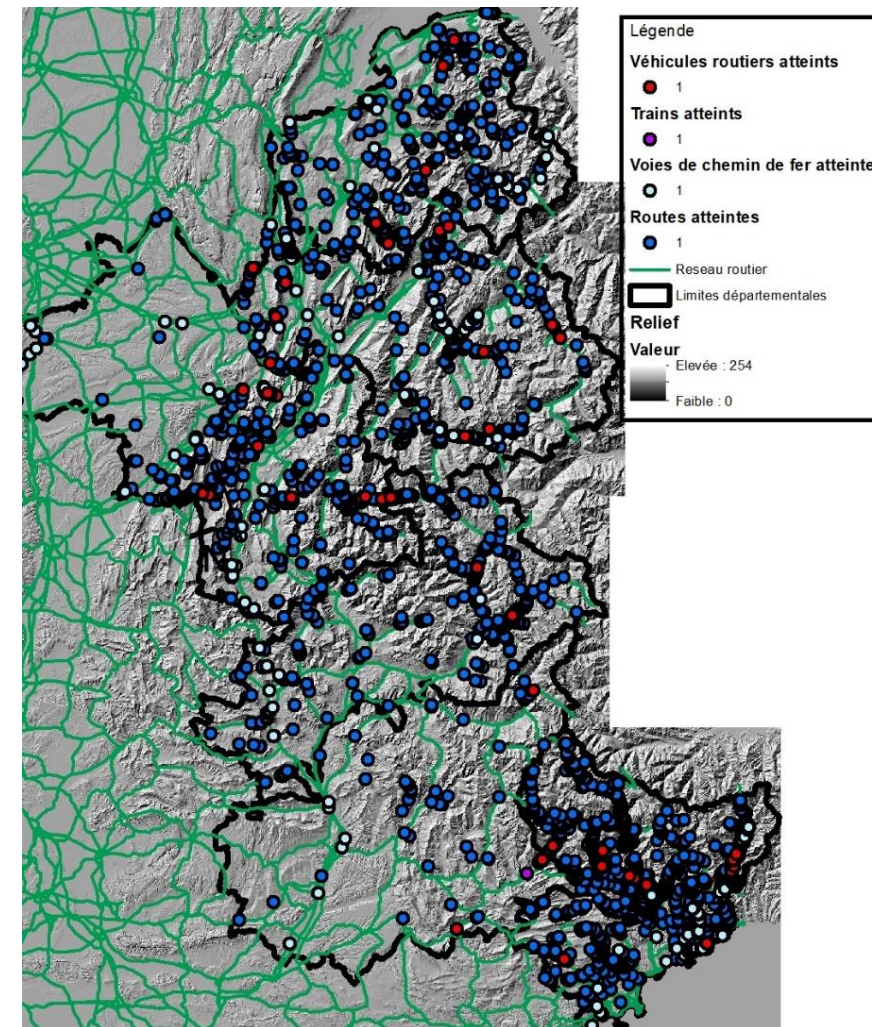 Légende
Véhicules routiers atteints
1
Trains atteints
1
Voies de chemin de fer atteinte
1
Routes atteintes
1
Reseau routier
Limites départementales
Relief
Valeur
Elevée : 254
Faible : 0